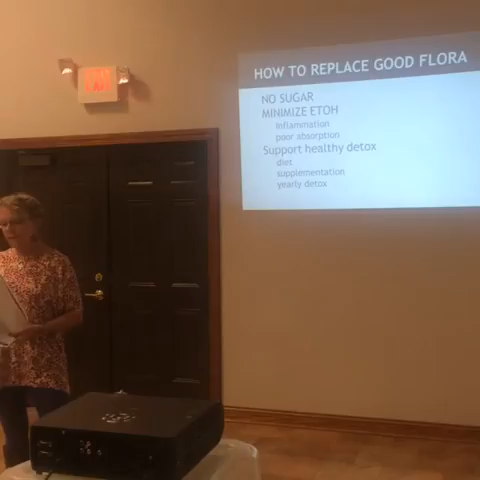 HOW TO REPLACE GOOD FLORA
NO SUGAR
MINIMIZE ETOH
Inflammation
poor absorption
Support healthy detox
diet
supplementation
yearly detox